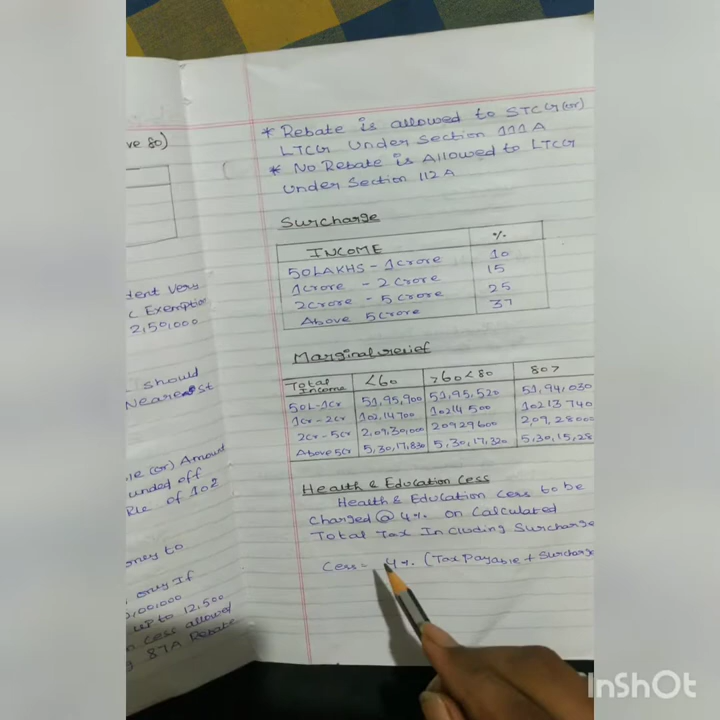 ve 80)
dent Very
c Exemption
2,50,000
should
Nearest
le (or) Amount
unded off
of 102
oney to
only If
0,00,000
up to 12,500
o cess allowed
g 87A Rebate
* Rebate is allowed to STCG (or)
LTCG Under Section 111 A
* No Rebate is Allowed to LTCG
Under Section 112 A
Surcharge
INCOME %
50 LAKHS - 1 Crore 10
1 Crore - 2 Crore 15
2 Crore - 5 Crore 25
Above 5 Crore 37
Marginal relief
Total Income <60 >60<80 80>
50L-1Cr 51,95,900 51,95,520 51,94,030
1Cr-2Cr 10214700 10214500 10213740
2Cr-5Cr 2,09,30,000 20929600 2,09,28000
Above 5Cr 5,30,17,830 5,30,17,320 5,30,15,28
Health & Education Cess
Health & Education Cess to be
charged @ 4% on Calculated
Total Tax Including Surcharge
Cess = 4% (Tax Payable + Surcharge
InShOt